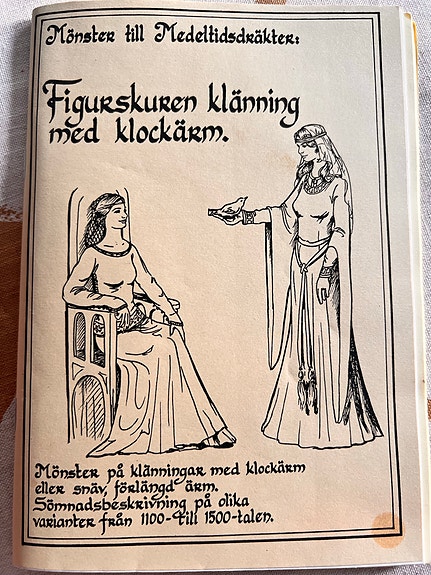 Mönster till Medeltidsdräkter:
Figurskuren klänning
med klockärm.
Mönster på klänningar med klockärm
eller snäv, förlängd ärm.
Sömnadsbeskrivning på olika
varianter från 1100- till 1500-talen.